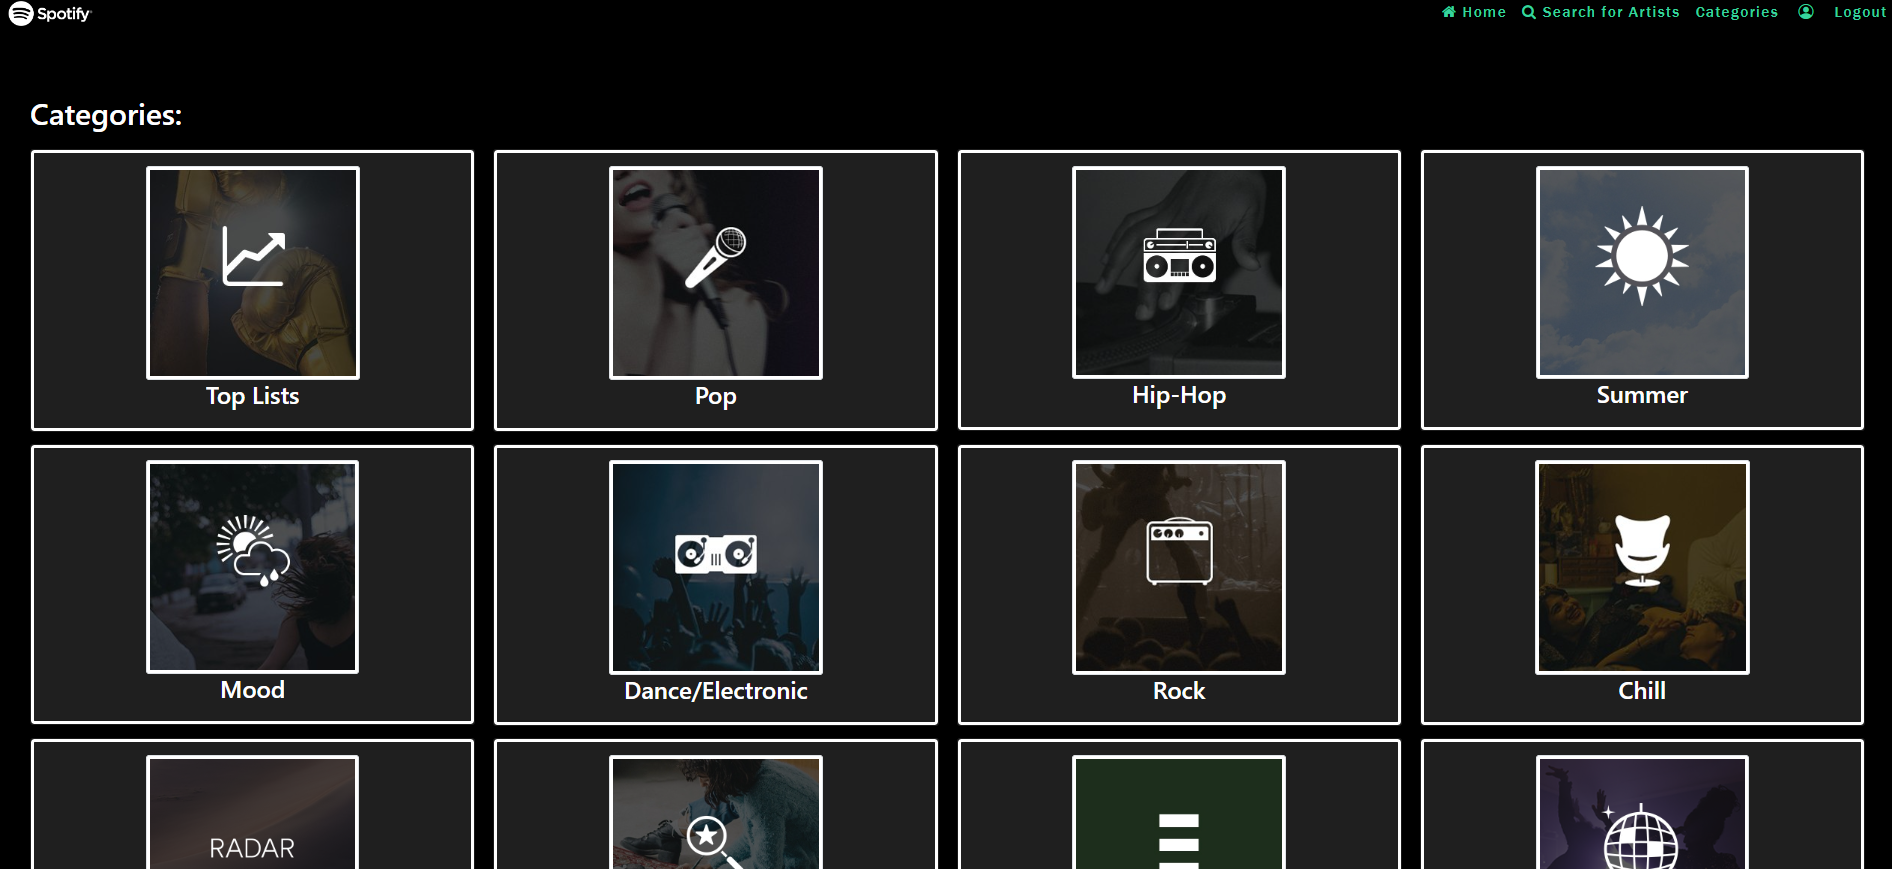 Spotify
Home Search for Artists Categories Logout
Categories:
Top Lists
Pop
Hip-Hop
Summer
Mood
Dance/Electronic
Rock
Chill
RADAR